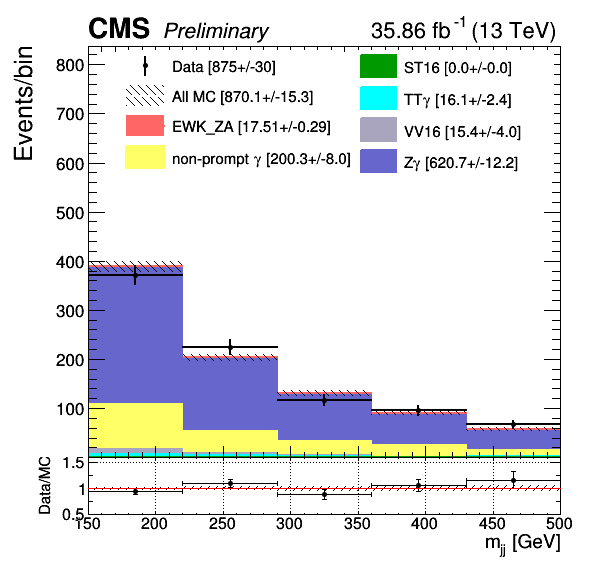 CMS Preliminary 35.86 fb⁻¹ (13 TeV)
Events/bin
800
700
600
500
400
300
200
100
Data [875+/-30]
All MC [870.1+/-15.3]
EWK_ZA [17.51+/-0.29]
non-prompt γ [200.3+/-8.0]
ST16 [0.0+/-0.0]
TTγ [16.1+/-2.4]
VV16 [15.4+/-4.0]
Zγ [620.7+/-12.2]
Data/MC
1.5
1
0.5
150 200 250 300 350 400 450 500
m_jj [GeV]